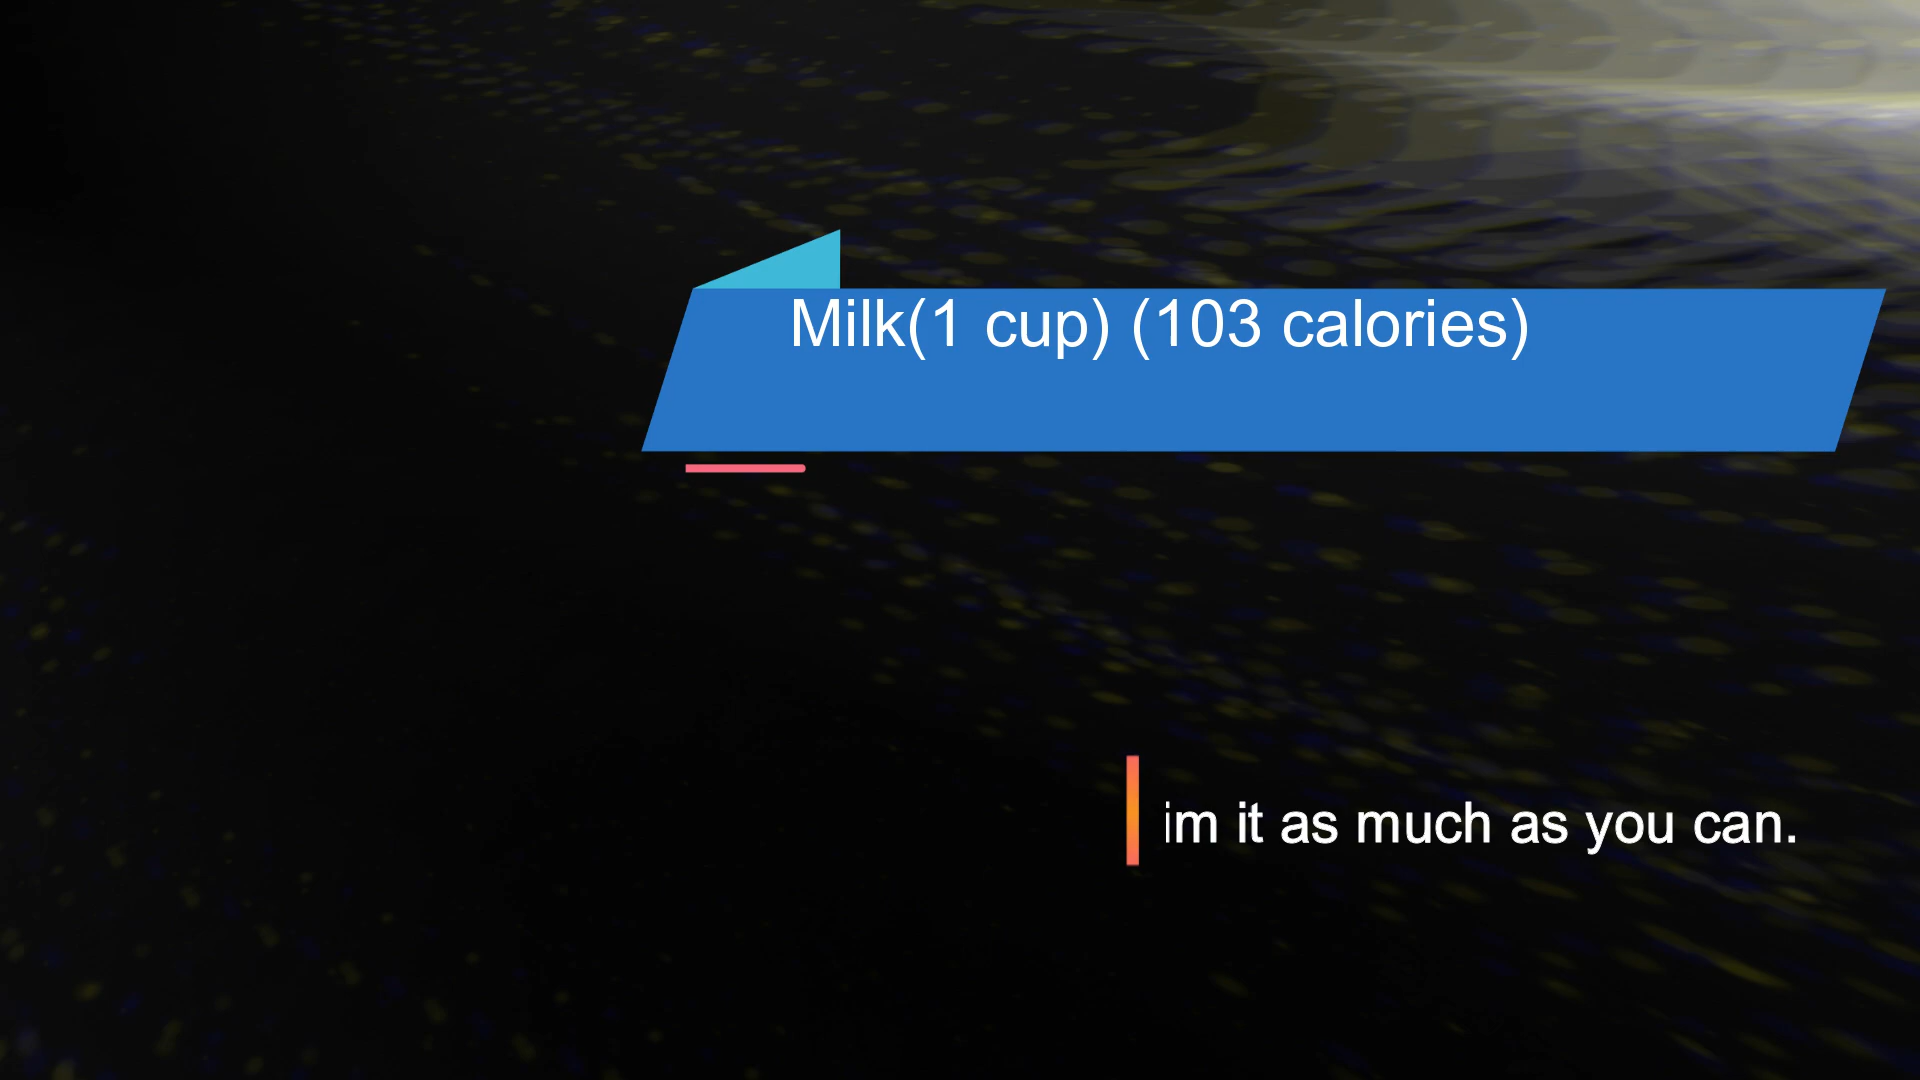 Milk(1 cup) (103 calories)
im it as much as you can.